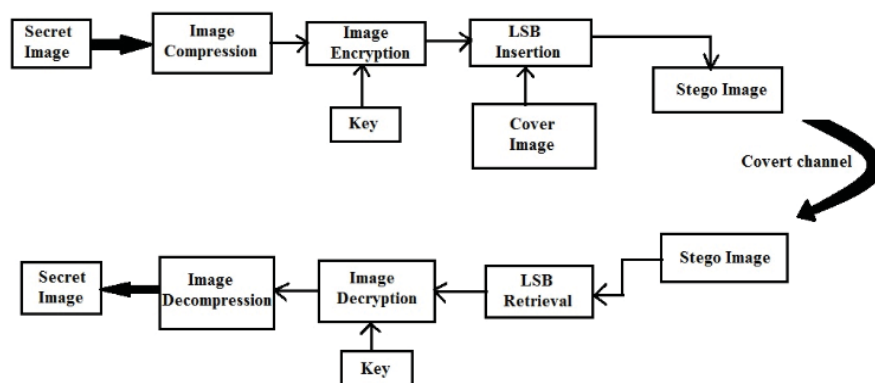 Secret
Image
Image
Compression
Image
Encryption
LSB
Insertion
Stego Image
Key
Cover
Image
Covert channel
Stego Image
LSB
Retrieval
Image
Decryption
Image
Decompression
Secret
Image
Key